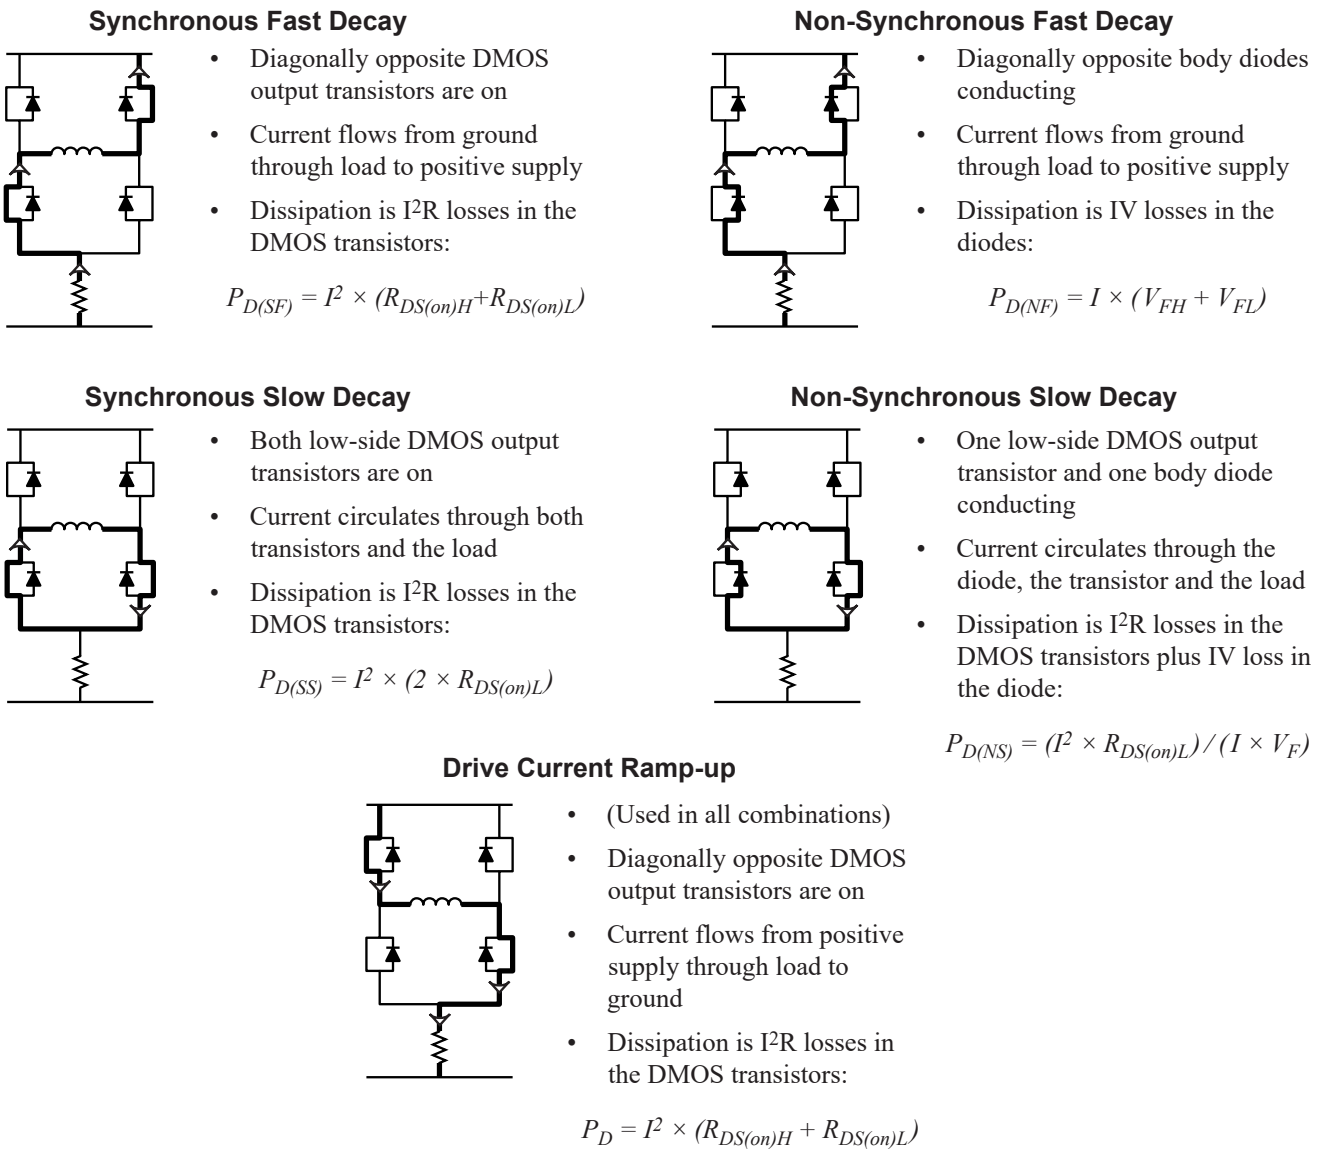 Synchronous Fast Decay
• Diagonally opposite DMOS
output transistors are on
• Current flows from ground
through load to positive supply
• Dissipation is I2R losses in the
DMOS transistors:
PD(SF) = I2 × (RDS(on)H+RDS(on)L)
Non-Synchronous Fast Decay
• Diagonally opposite body diodes
conducting
• Current flows from ground
through load to positive supply
• Dissipation is IV losses in the
diodes:
PD(NF) = I × (VFH + VFL)
Synchronous Slow Decay
• Both low-side DMOS output
transistors are on
• Current circulates through both
transistors and the load
• Dissipation is I2R losses in the
DMOS transistors:
PD(SS) = I2 × (2 × RDS(on)L)
Non-Synchronous Slow Decay
• One low-side DMOS output
transistor and one body diode
conducting
• Current circulates through the
diode, the transistor and the load
• Dissipation is I2R losses in the
DMOS transistors plus IV loss in
the diode:
PD(NS) = (I2 × RDS(on)L) / (I × VF)
Drive Current Ramp-up
• (Used in all combinations)
• Diagonally opposite DMOS
output transistors are on
• Current flows from positive
supply through load to
ground
• Dissipation is I2R losses in
the DMOS transistors:
PD = I2 × (RDS(on)H + RDS(on)L)